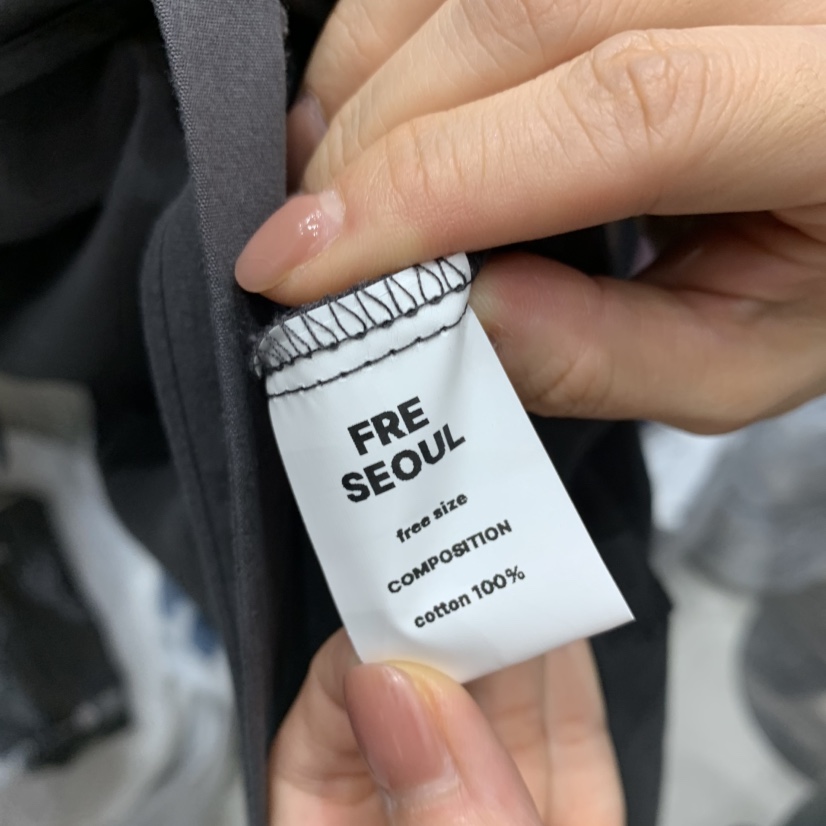 FRE
SEOUL
free size
COMPOSITION
cotton 100%